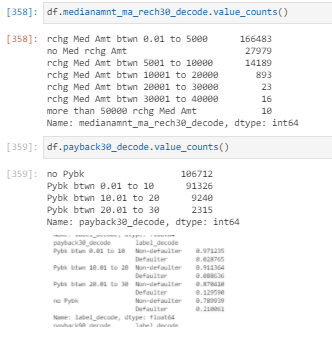 [358]: df.medianamnt_ma_rech30_decode.value_counts()
[358]: rchg Med Amt btwn 0.01 to 5000 166483
no Med rchg Amt 27979
rchg Med Amt btwn 5001 to 10000 14189
rchg Med Amt btwn 10001 to 20000 893
rchg Med Amt btwn 20001 to 30000 23
rchg Med Amt btwn 30001 to 40000 16
more than 50000 rchg Med Amt 10
Name: medianamnt_ma_rech30_decode, dtype: int64
[359]: df.payback30_decode.value_counts()
[359]: no Pybk 106712
Pybk btwn 0.01 to 10 91326
Pybk btwn 10.01 to 20 9240
Pybk btwn 20.01 to 30 2315
Name: payback30_decode, dtype: int64
Name: label_decode, dtype: float64
payback30_decode label_decode
Pybk btwn 0.01 to 10 Non-defaulter 0.971235
Defaulter 0.028765
Pybk btwn 10.01 to 20 Non-defaulter 0.911364
Defaulter 0.088636
Pybk btwn 20.01 to 30 Non-defaulter 0.870410
Defaulter 0.129590
no Pybk Non-defaulter 0.789939
Defaulter 0.210061
Name: label_decode, dtype: float64
label_decode